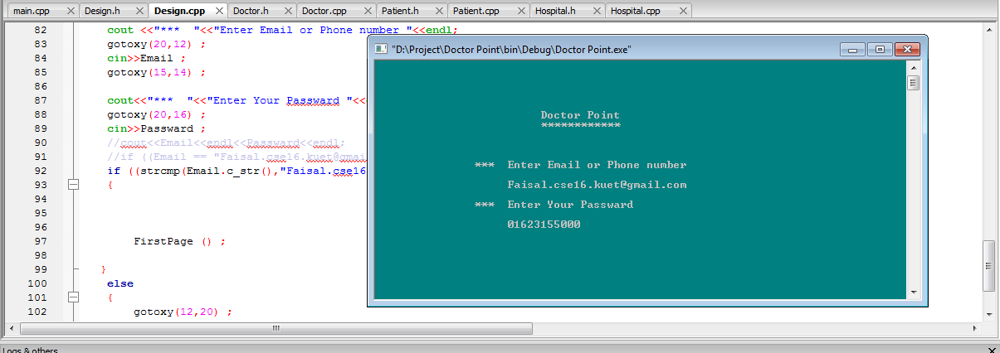 main.cpp Design.h Design.cpp Doctor.h Doctor.cpp Patient.h Patient.cpp Hospital.h Hospital.cpp
82 cout <<"*** "<<"Enter Email or Phone number "<<endl;
83 gotoxy(20,12) ;
84 cin>>Email ;
85 gotoxy(15,14) ;
86
87 cout<<"*** "<<"Enter Your Passward "<<
88 gotoxy(20,16) ;
89 cin>>Passward ;
90 //cout<<Email<<endl<<Passward<<endl;
91 //if ((Email == "Faisal.cse16.kuet@gmai
92 if ((strcmp(Email.c_str(),"Faisal.cse16
93 {
94
95
96
97 FirstPage () ;
98
99 }
100 else
101 {
102 gotoxy(12,20) ;
"D:\Project\Doctor Point\bin\Debug\Doctor Point.exe"
Doctor Point
************
*** Enter Email or Phone number
Faisal.cse16.kuet@gmail.com
*** Enter Your Passward
01623155000
Logs & others